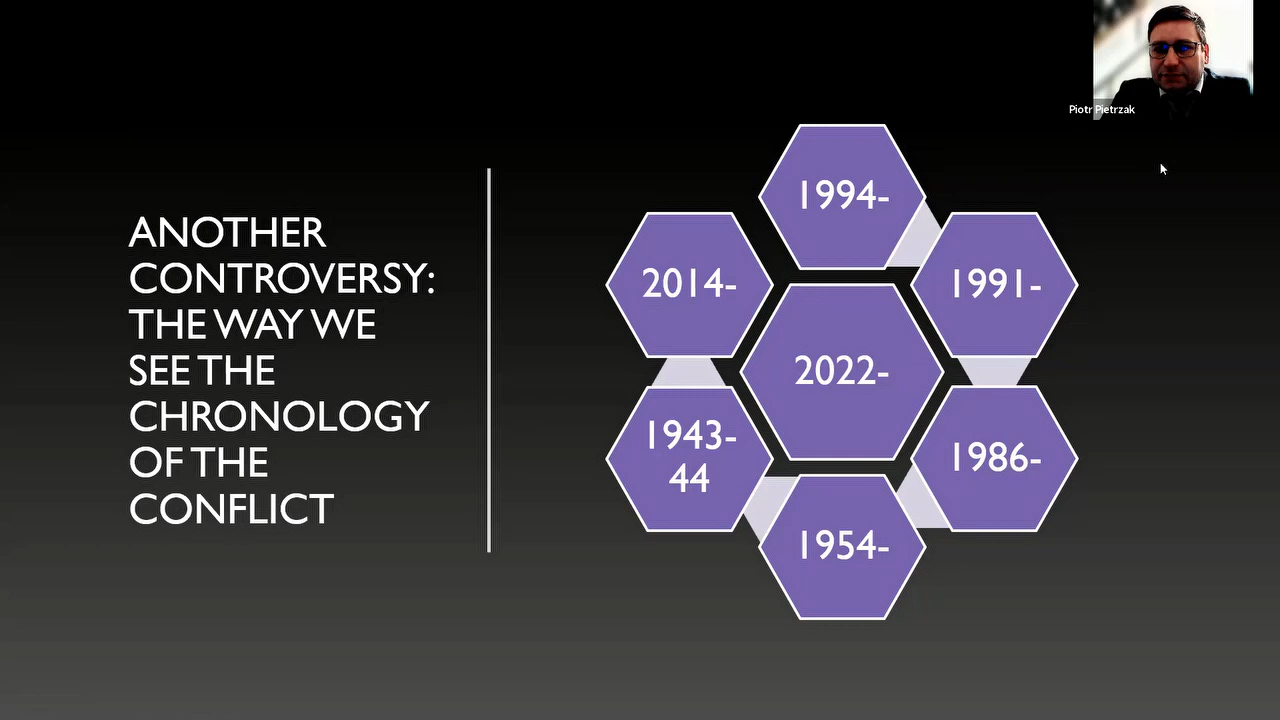 Piotr Pietrzak
ANOTHER
CONTROVERSY:
THE WAY WE
SEE THE
CHRONOLOGY
OF THE
CONFLICT
1994-
2014-
1991-
2022-
1943-
44
1986-
1954-